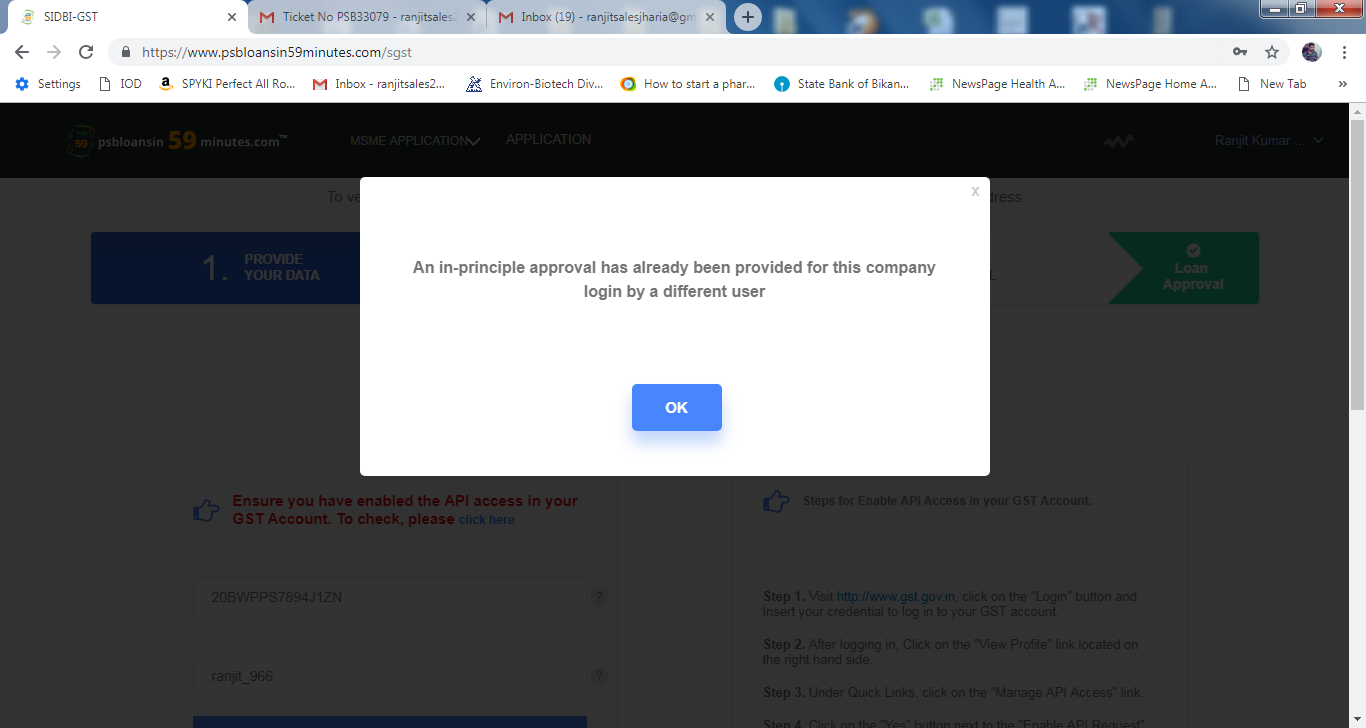 SIDBI-GST
Ticket No PSB33079 - ranjitsales2
Inbox (19) - ranjitsalesjharia@gm
https://www.psbloansin59minutes.com/sgst
Settings
IOD
SPYKI Perfect All Ro...
Inbox - ranjitsales2...
Environ-Biotech Div...
How to start a phar...
State Bank of Bikan...
NewsPage Health A...
NewsPage Home A...
New Tab
»
psbloansin 59 minutes.com™
MSME APPLICATION
APPLICATION
Ranjit Kumar ...
To ve
dress
1. PROVIDE
YOUR DATA
Loan
Approval
x
An in-principle approval has already been provided for this company
login by a different user
OK
Ensure you have enabled the API access in your
GST Account. To check, please click here
20BWPPS7894J1ZN
?
ranjit_966
?
Steps for Enable API Access in your GST Account.
Step 1. Visit http://www.gst.gov.in, click on the "Login" button and
Insert your credential to log in to your GST account.
Step 2. After logging in, Click on the "View Profile" link located on
the right hand side.
Step 3. Under Quick Links, click on the "Manage API Access" link.
Step 4. Click on the "Yes" button next to the "Enable API Request"